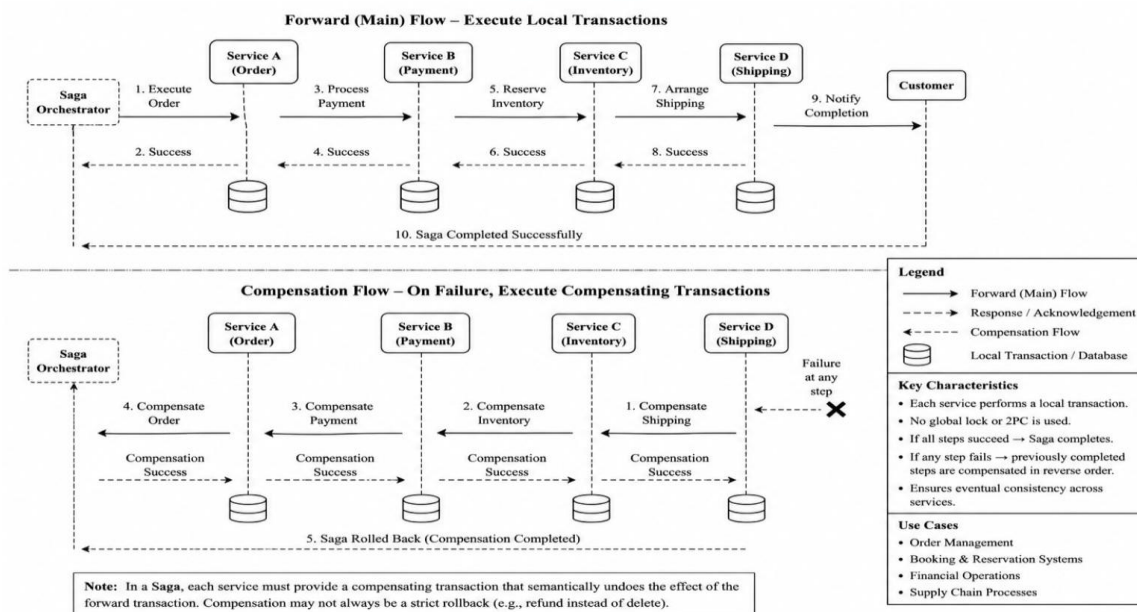 Forward (Main) Flow – Execute Local Transactions
Service A
(Order)
Service B
(Payment)
Service C
(Inventory)
Service D
(Shipping)
Saga
Orchestrator
Customer
1. Execute
Order
3. Process
Payment
5. Reserve
Inventory
7. Arrange
Shipping
9. Notify
Completion
2. Success
4. Success
6. Success
8. Success
10. Saga Completed Successfully
Compensation Flow – On Failure, Execute Compensating Transactions
Service A
(Order)
Service B
(Payment)
Service C
(Inventory)
Service D
(Shipping)
Saga
Orchestrator
Failure
at any
step
4. Compensate
Order
3. Compensate
Payment
2. Compensate
Inventory
1. Compensate
Shipping
Compensation
Success
Compensation
Success
Compensation
Success
Compensation
Success
5. Saga Rolled Back (Compensation Completed)
Note: In a Saga, each service must provide a compensating transaction that semantically undoes the effect of the
forward transaction. Compensation may not always be a strict rollback (e.g., refund instead of delete).
Legend
Forward (Main) Flow
Response / Acknowledgement
Compensation Flow
Local Transaction / Database
Key Characteristics
• Each service performs a local transaction.
• No global lock or 2PC is used.
• If all steps succeed → Saga completes.
• If any step fails → previously completed
steps are compensated in reverse order.
• Ensures eventual consistency across
services.
Use Cases
• Order Management
• Booking & Reservation Systems
• Financial Operations
• Supply Chain Processes